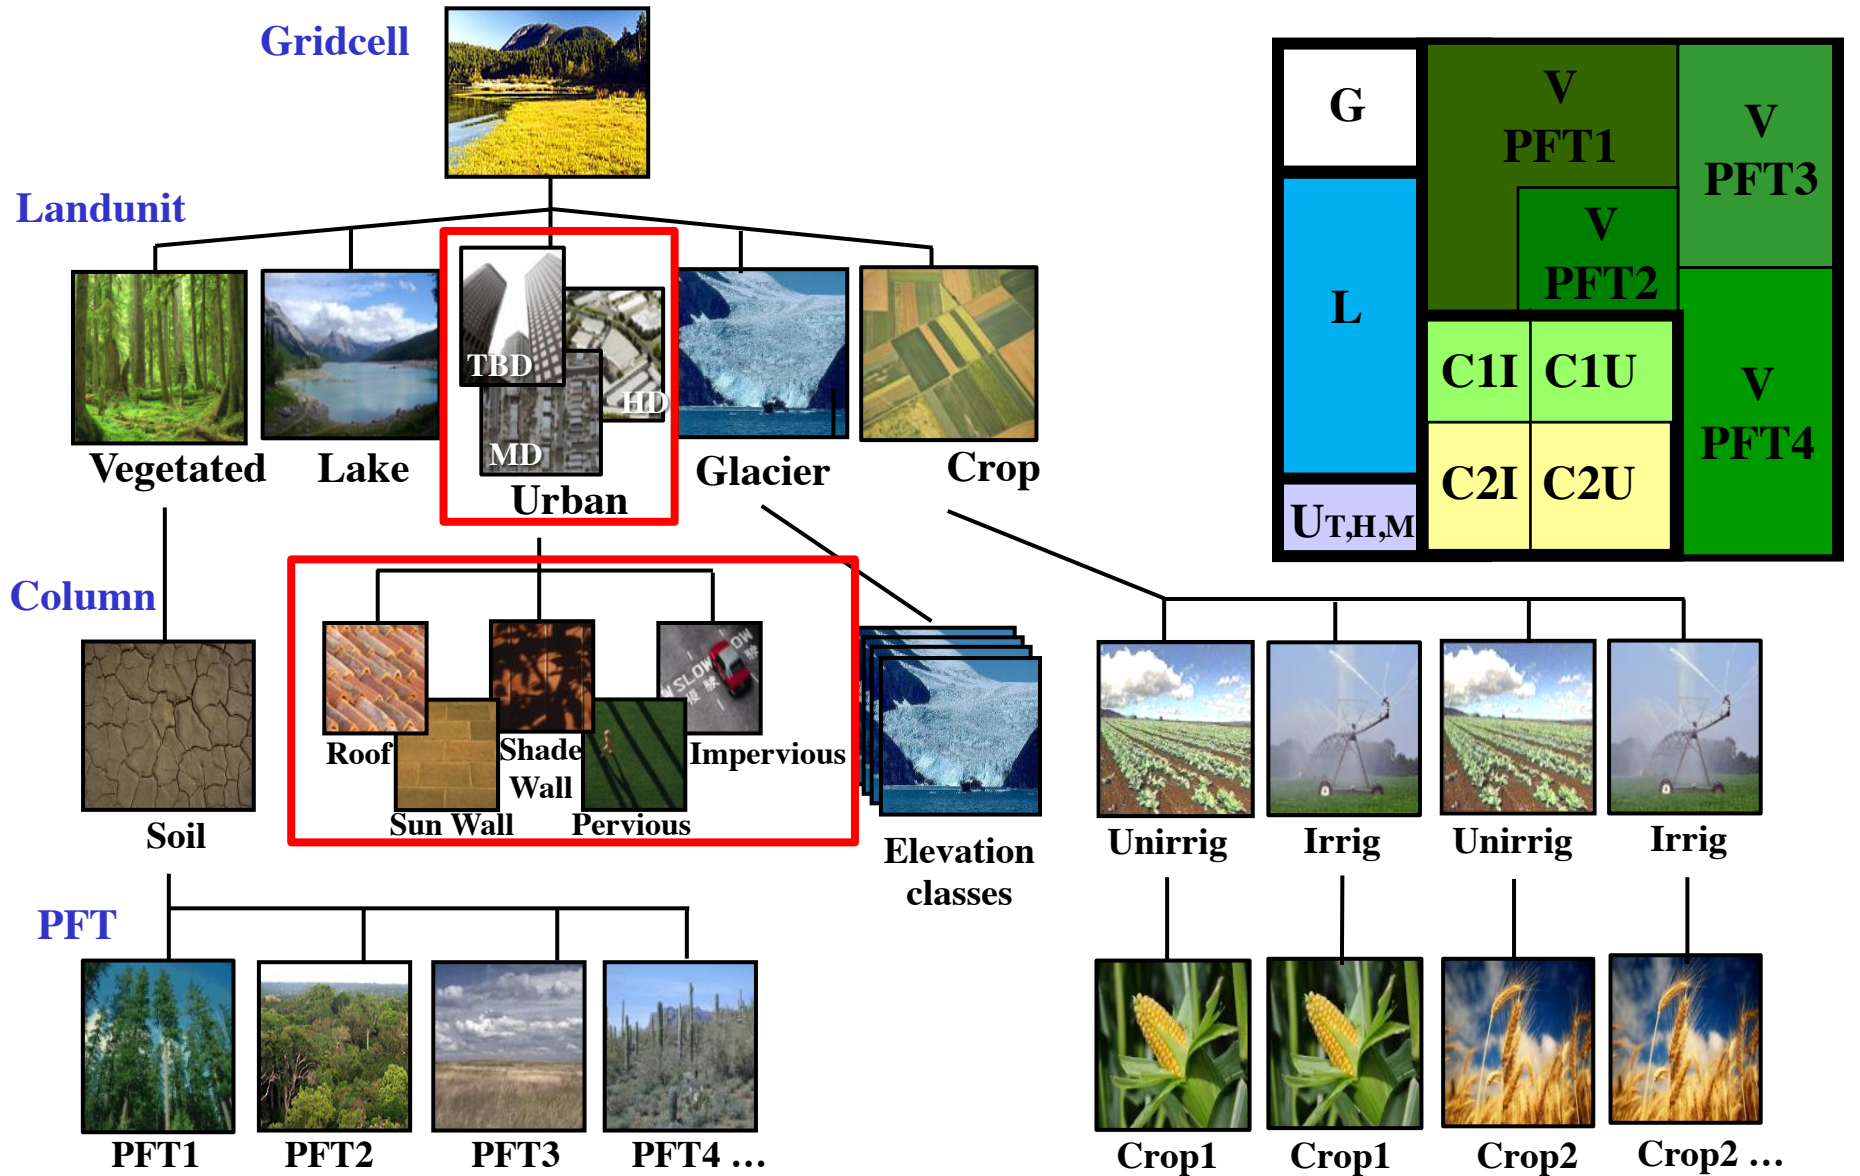 Gridcell
Landunit
TBD
HD
MD
Vegetated
Lake
Urban
Glacier
Crop
G
V
PFT1
V
PFT3
V
PFT2
L
C1I
C1U
V
PFT4
C2I
C2U
UT,H,M
Column
SLOW
Roof
Shade
Wall
Impervious
Sun Wall
Pervious
Soil
Elevation
classes
Unirrig
Irrig
Unirrig
Irrig
PFT
PFT1
PFT2
PFT3
PFT4 …
Crop1
Crop1
Crop2
Crop2 …